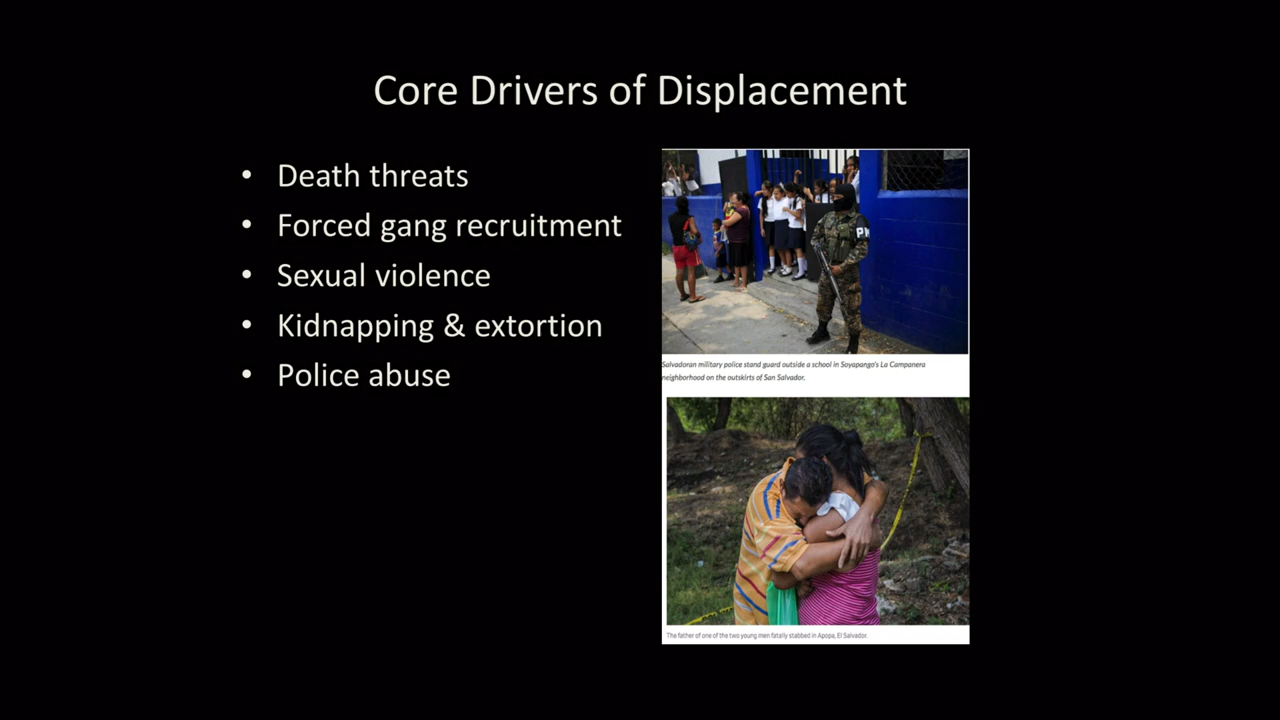 Core Drivers of Displacement
• Death threats
• Forced gang recruitment
• Sexual violence
• Kidnapping & extortion
• Police abuse
Salvadoran military police stand guard outside a school in Soyapango's La Campanera
neighborhood on the outskirts of San Salvador.
The father of one of the two young men fatally stabbed in Apopa, El Salvador.